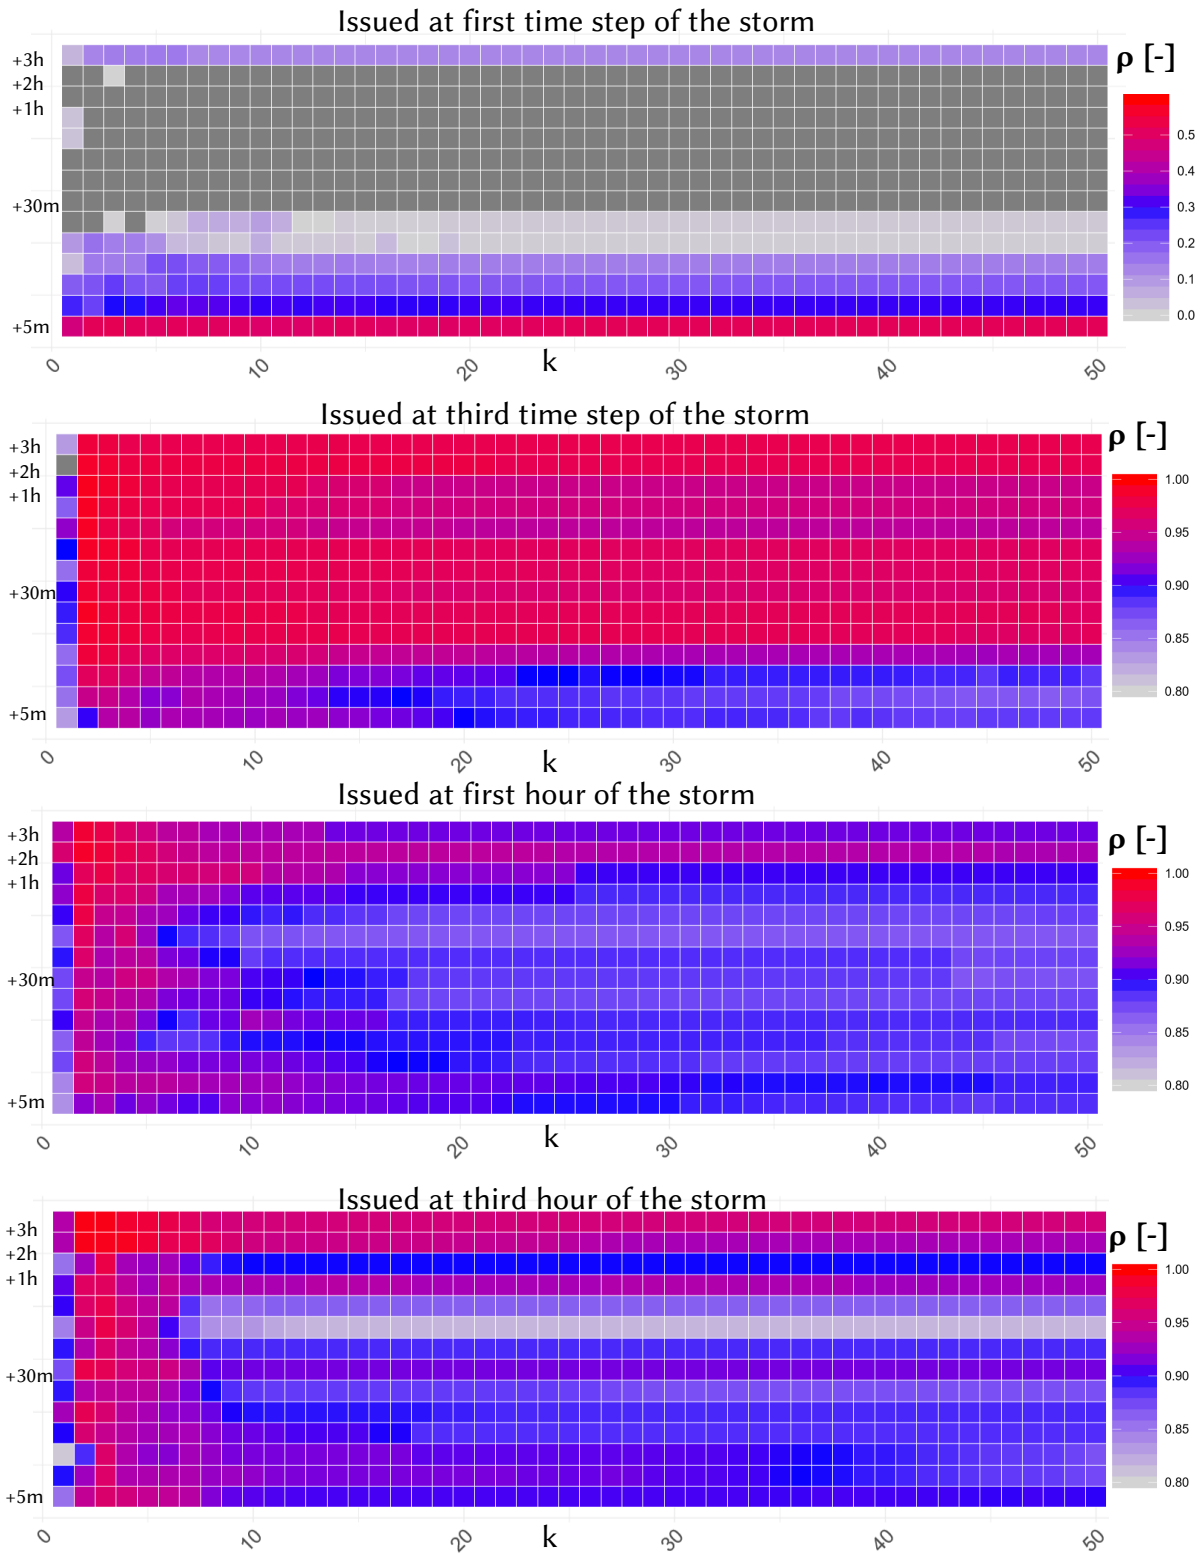 Issued at first time step of the storm
+3h
+2h
+1h
+30m
+5m
0 10 20 30 40 50
k
ρ [-]
0.5
0.4
0.3
0.2
0.1
0.0
Issued at third time step of the storm
+3h
+2h
+1h
+30m
+5m
0 10 20 30 40 50
k
ρ [-]
1.00
0.95
0.90
0.85
0.80
Issued at first hour of the storm
+3h
+2h
+1h
+30m
+5m
0 10 20 30 40 50
k
ρ [-]
1.00
0.95
0.90
0.85
0.80
Issued at third hour of the storm
+3h
+2h
+1h
+30m
+5m
0 10 20 30 40 50
k
ρ [-]
1.00
0.95
0.90
0.85
0.80